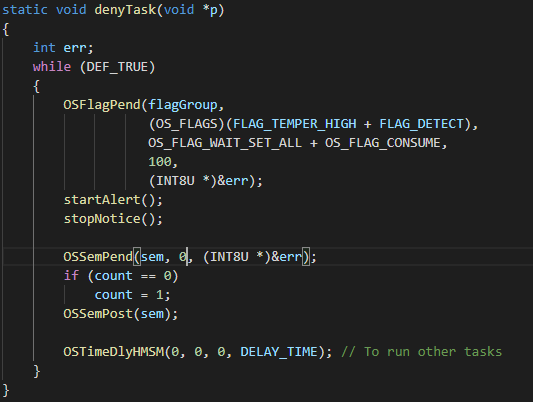 static void denyTask(void *p)
{
    int err;
    while (DEF_TRUE)
    {
        OSFlagPend(flagGroup,
                   (OS_FLAGS)(FLAG_TEMPER_HIGH + FLAG_DETECT),
                   OS_FLAG_WAIT_SET_ALL + OS_FLAG_CONSUME,
                   100,
                   (INT8U *)&err);
        startAlert();
        stopNotice();

        OSSemPend(sem, 0, (INT8U *)&err);
        if (count == 0)
            count = 1;
        OSSemPost(sem);

        OSTimeDlyHMSM(0, 0, 0, DELAY_TIME); // To run other tasks
    }
}